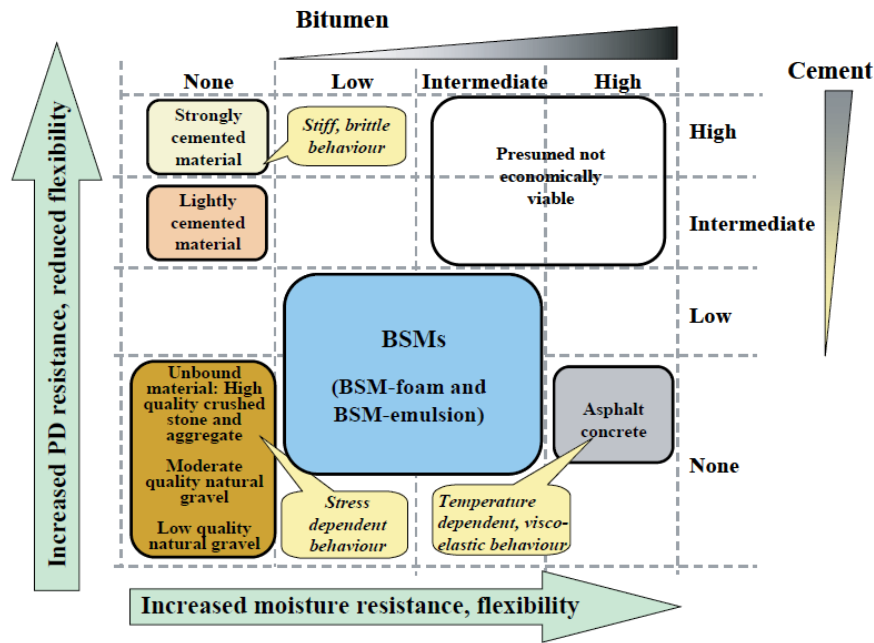 Bitumen
Cement
None
Low
Intermediate
High
Strongly
cemented
material
Stiff, brittle
behaviour
Presumed not
economically
viable
High
Lightly
cemented
material
Intermediate
BSMs
(BSM-foam and
BSM-emulsion)
Low
Unbound
material: High
quality crushed
stone and
aggregate
Moderate
quality natural
gravel
Low quality
natural gravel
Asphalt
concrete
None
Stress
dependent
behaviour
Temperature
dependent, visco-
elastic behaviour
Increased PD resistance, reduced flexibility
Increased moisture resistance, flexibility